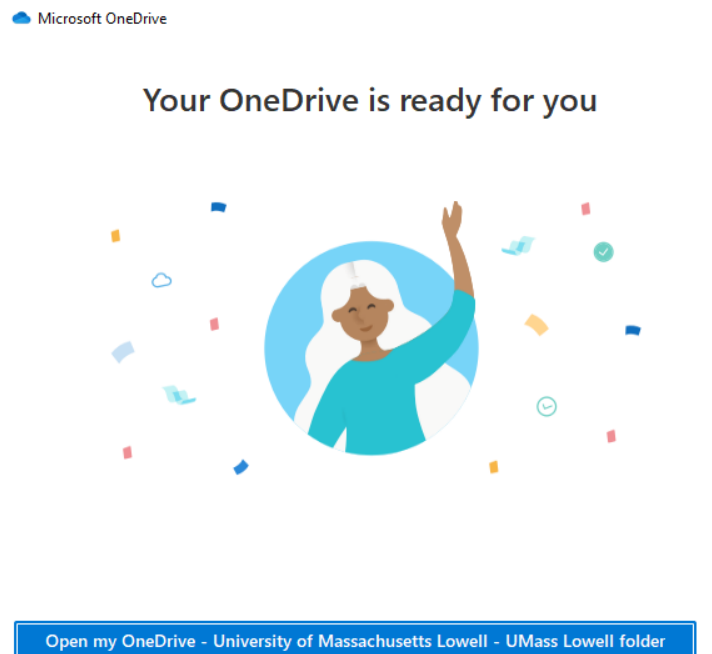 Microsoft OneDrive
Your OneDrive is ready for you
Open my OneDrive - University of Massachusetts Lowell - UMass Lowell folder